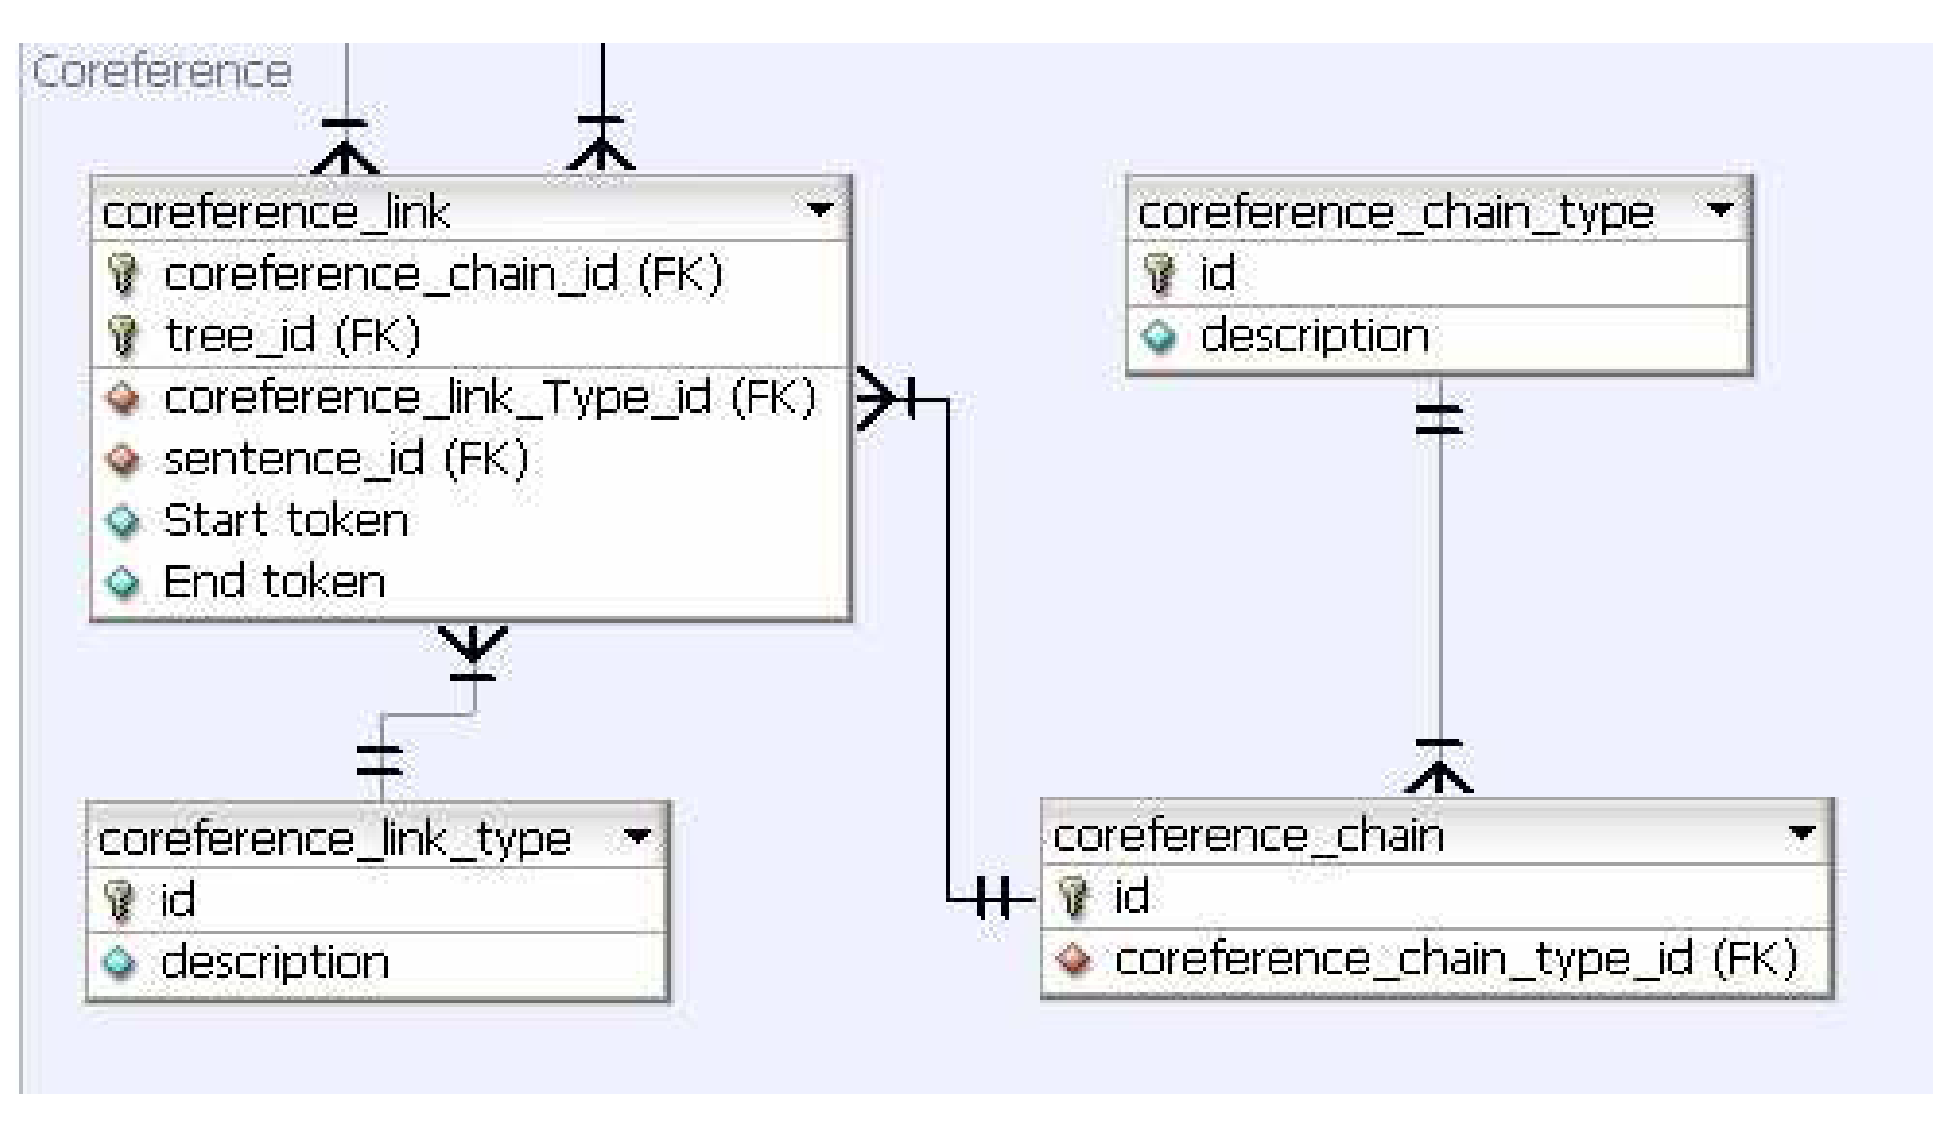 Coreference
coreference_link
coreference_chain_id (FK)
tree_id (FK)
coreference_link_Type_id (FK)
sentence_id (FK)
Start token
End token
coreference_chain_type
id
description
coreference_link_type
id
description
coreference_chain
id
coreference_chain_type_id (FK)